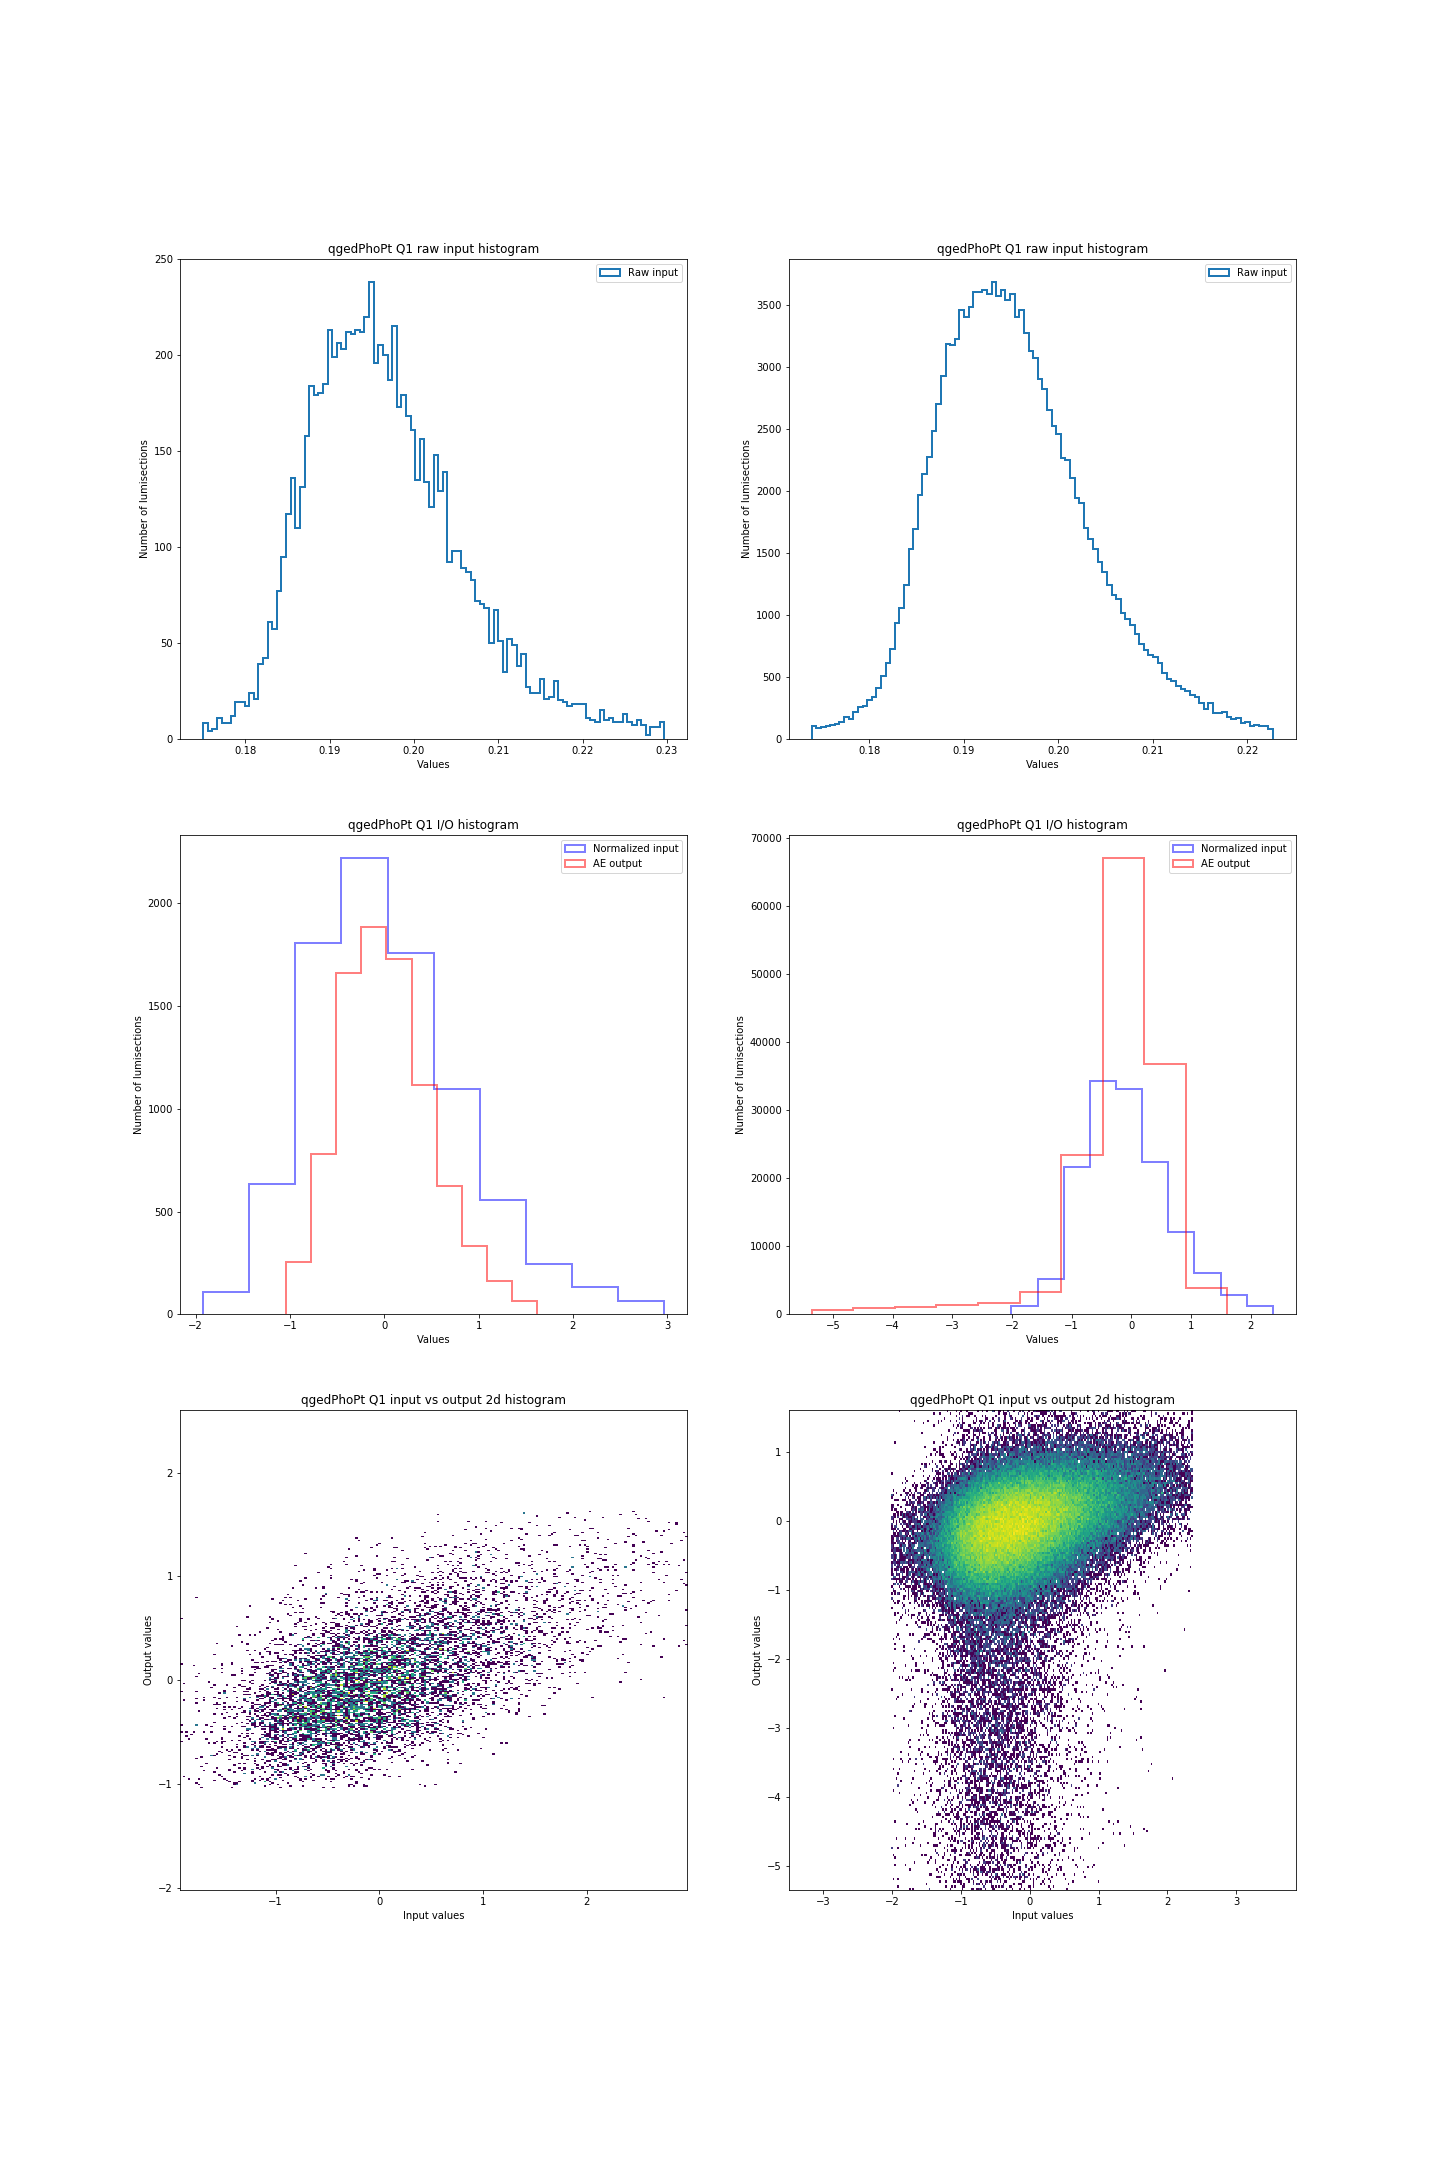 qgedPhoPt Q1 raw input histogram
Raw input
250
200
150
100
50
0
Number of lumisections
0.18 0.19 0.20 0.21 0.22 0.23
Values
qgedPhoPt Q1 raw input histogram
Raw input
3500
3000
2500
2000
1500
1000
500
0
Number of lumisections
0.18 0.19 0.20 0.21 0.22
Values
qgedPhoPt Q1 I/O histogram
Normalized input
AE output
2000
1500
1000
500
0
Number of lumisections
−2 −1 0 1 2 3
Values
qgedPhoPt Q1 I/O histogram
Normalized input
AE output
70000
60000
50000
40000
30000
20000
10000
0
Number of lumisections
−5 −4 −3 −2 −1 0 1 2
Values
qgedPhoPt Q1 input vs output 2d histogram
2
1
0
−1
−2
Output values
−1 0 1 2
Input values
qgedPhoPt Q1 input vs output 2d histogram
1
0
−1
−2
−3
−4
−5
Output values
−3 −2 −1 0 1 2 3
Input values